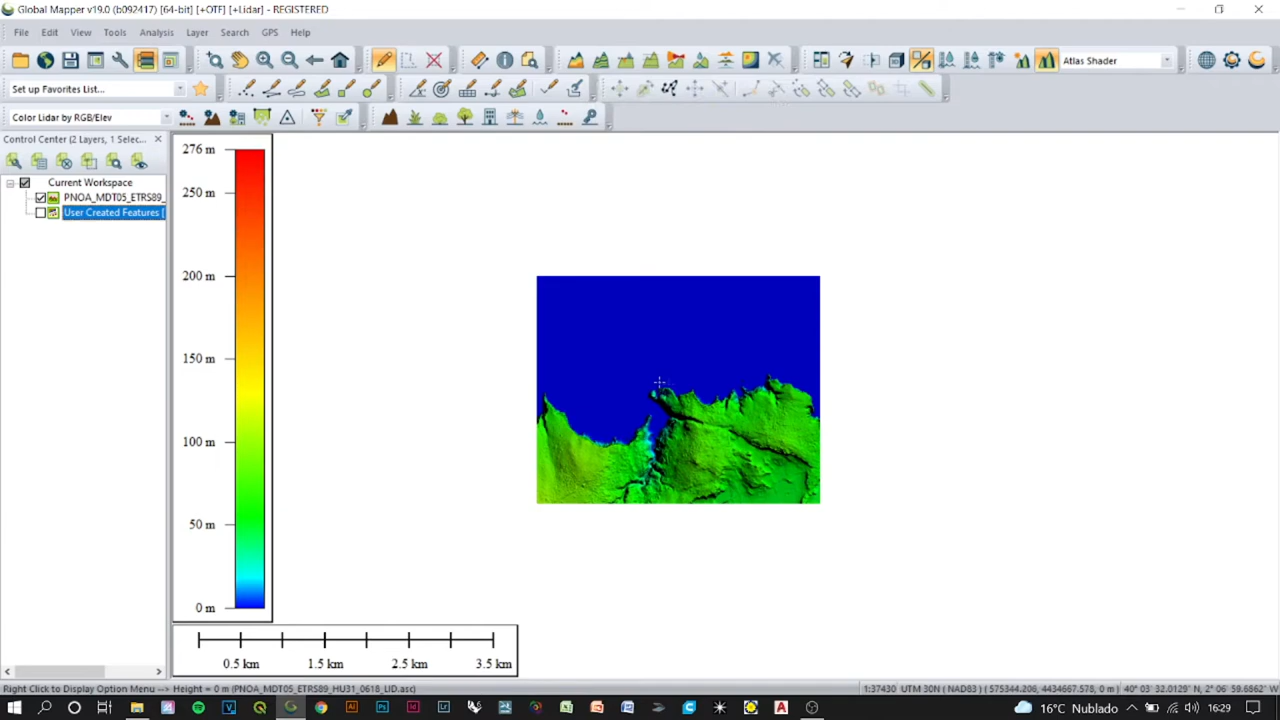 Global Mapper v19.0 (b092417) [64-bit] [+OTF] [+Lidar] - REGISTERED
File Edit View Tools Analysis Layer Search GPS Help
Atlas Shader
Set up Favorites List...
Color Lidar by RGB/Elev
Control Center (2 Layers, 1 Selec...
Current Workspace
PNOA_MDT05_ETRS89_
User Created Features [
276 m
250 m
200 m
150 m
100 m
50 m
0 m
0.5 km 1.5 km 2.5 km 3.5 km
Right Click to Display Option Menu --> Height = 0 m (PNOA_MDT05_ETRS89_HU31_0618_LID.asc)
1:37430 UTM 30N (NAD83) ( 575344.206, 4434667.578, 0 m ) 40° 03' 32.0129" N, 2° 06' 59.6862" W
16°C Nublado
16:29